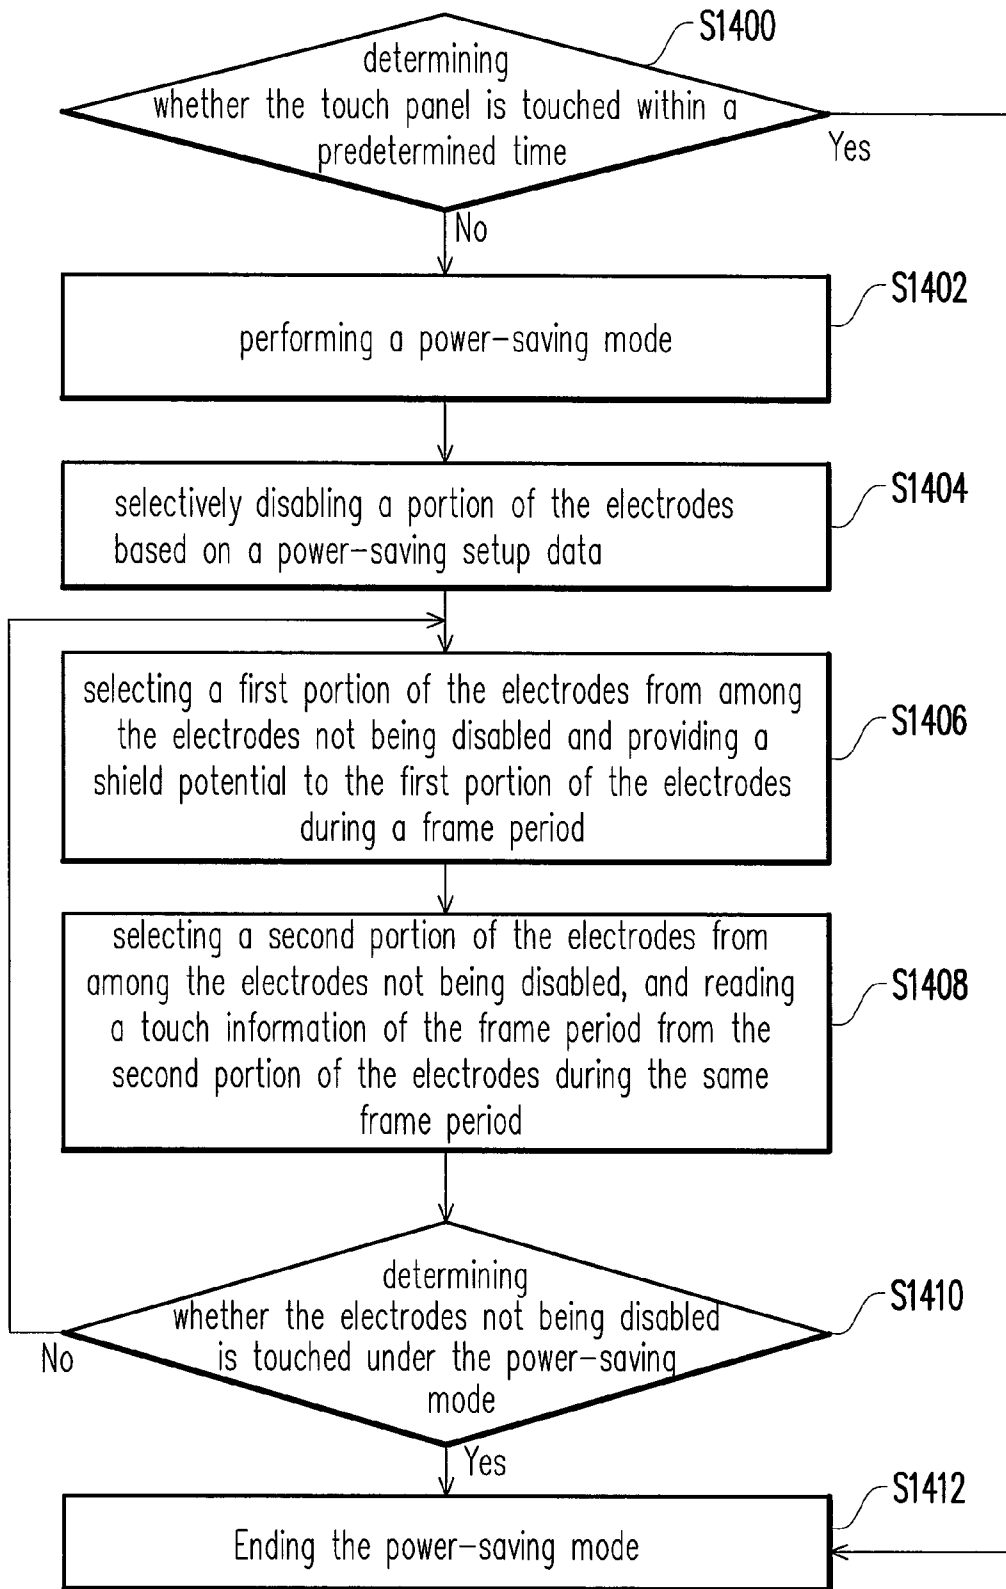 S1400
determining
whether the touch panel is touched within a
predetermined time
Yes
No
S1402
performing a power-saving mode
S1404
selectively disabling a portion of the electrodes
based on a power-saving setup data
S1406
selecting a first portion of the electrodes from among
the electrodes not being disabled and providing a
shield potential to the first portion of the electrodes
during a frame period
S1408
selecting a second portion of the electrodes from
among the electrodes not being disabled, and reading
a touch information of the frame period from the
second portion of the electrodes during the same
frame period
S1410
determining
whether the electrodes not being disabled
is touched under the power-saving
mode
No
Yes
S1412
Ending the power-saving mode